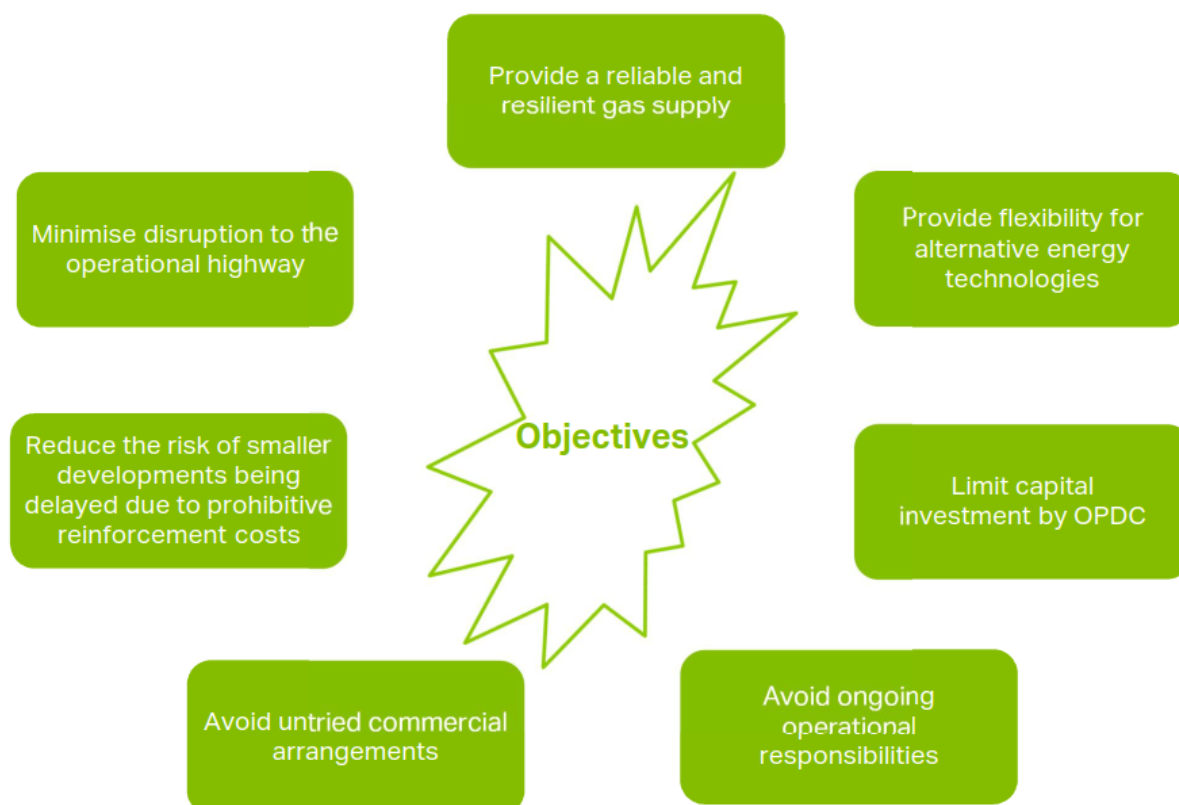 Provide a reliable and
resilient gas supply
Minimise disruption to the
operational highway
Provide flexibility for
alternative energy
technologies
Objectives
Reduce the risk of smaller
developments being
delayed due to prohibitive
reinforcement costs
Limit capital
investment by OPDC
Avoid untried commercial
arrangements
Avoid ongoing
operational
responsibilities